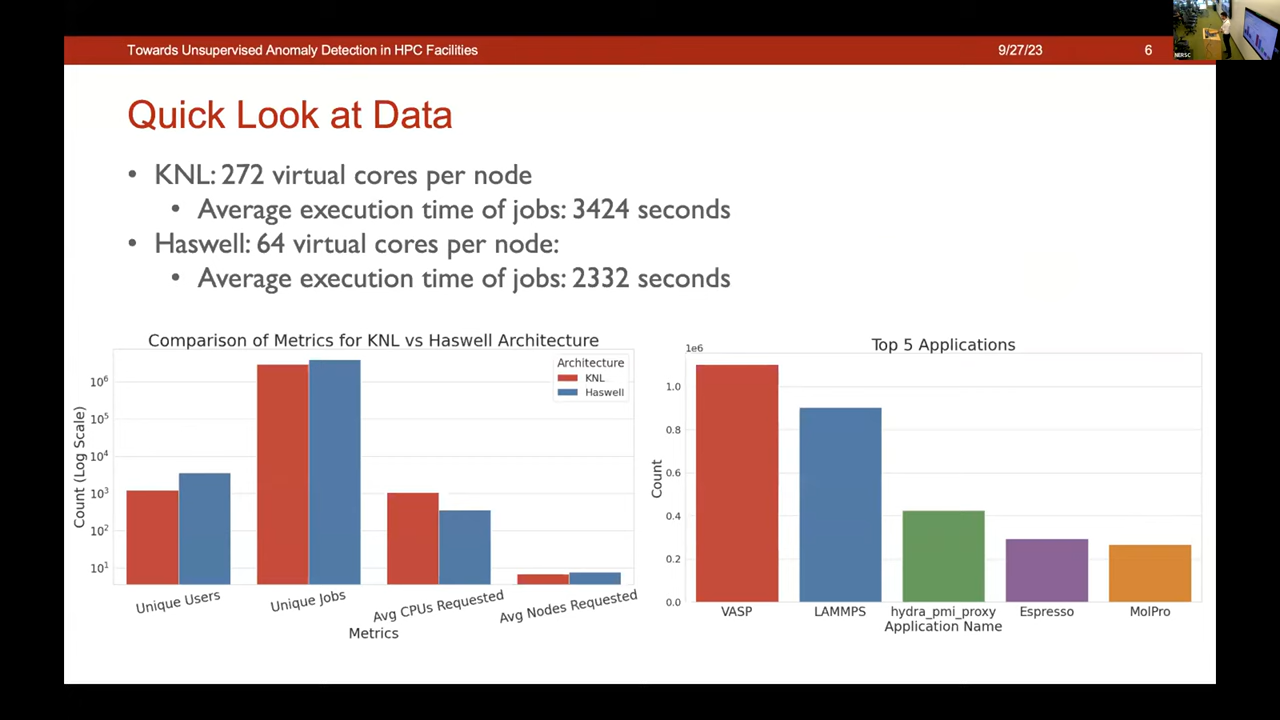 Towards Unsupervised Anomaly Detection in HPC Facilities 9/27/23 6
NERSC
Quick Look at Data
• KNL: 272 virtual cores per node
• Average execution time of jobs: 3424 seconds
• Haswell: 64 virtual cores per node:
• Average execution time of jobs: 2332 seconds
Comparison of Metrics for KNL vs Haswell Architecture
Architecture
KNL
Haswell
Count (Log Scale)
10⁶
10⁵
10⁴
10³
10²
10¹
Unique Users
Unique Jobs
Avg CPUs Requested
Avg Nodes Requested
Metrics
Top 5 Applications
1e6
Count
1.0
0.8
0.6
0.4
0.2
0.0
VASP
LAMMPS
hydra_pmi_proxy
Espresso
MolPro
Application Name